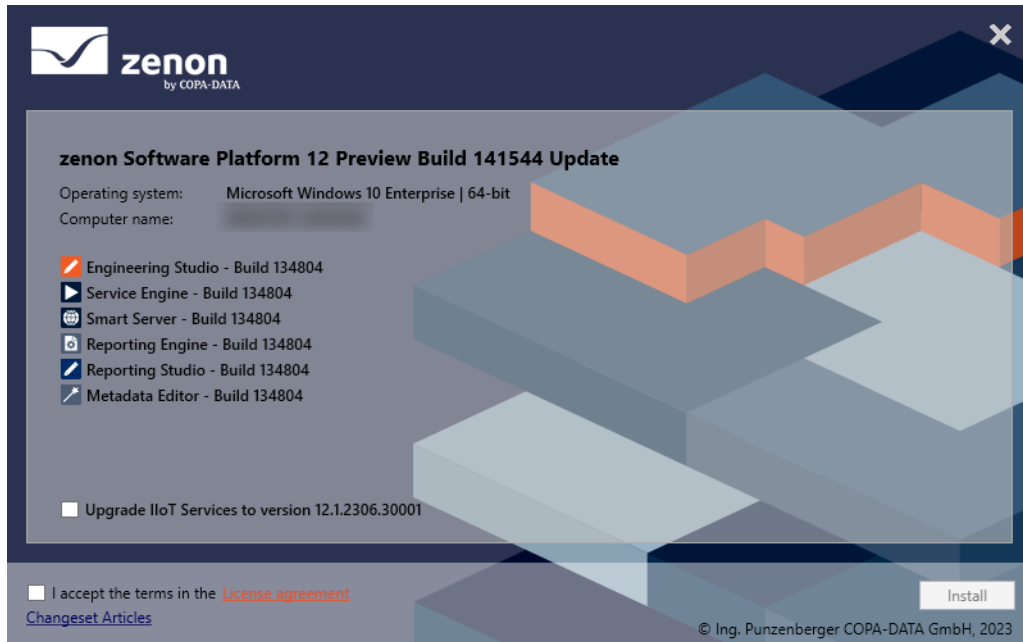 zenon
by COPA-DATA
zenon Software Platform 12 Preview Build 141544 Update
Operating system: Microsoft Windows 10 Enterprise | 64-bit
Computer name:
Engineering Studio - Build 134804
Service Engine - Build 134804
Smart Server - Build 134804
Reporting Engine - Build 134804
Reporting Studio - Build 134804
Metadata Editor - Build 134804
Upgrade IIoT Services to version 12.1.2306.30001
I accept the terms in the License agreement
Install
Changeset Articles
© Ing. Punzenberger COPA-DATA GmbH, 2023